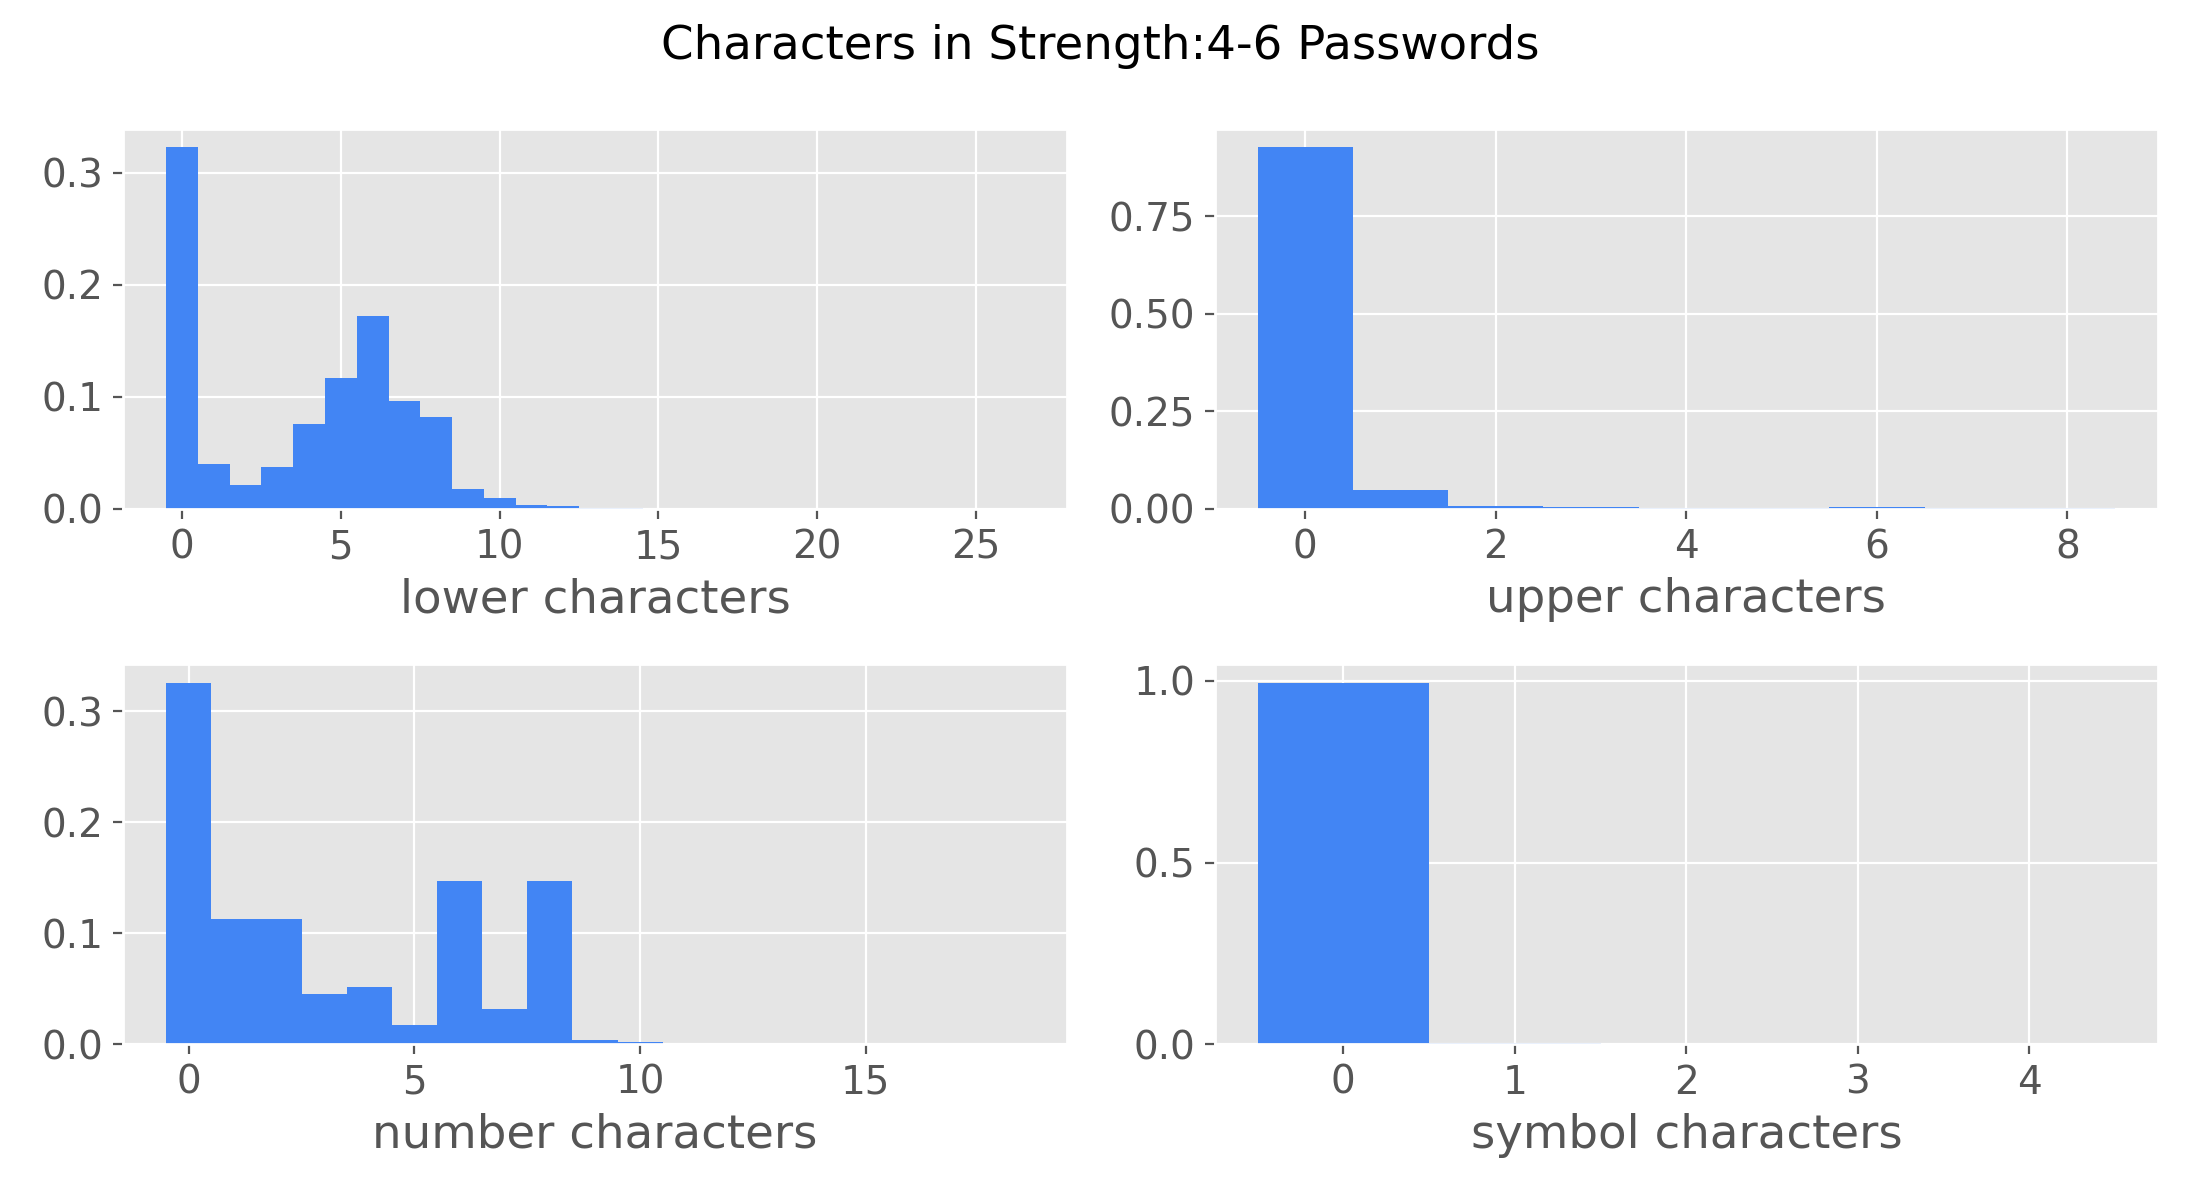 Characters in Strength:4-6 Passwords
0.3
0.2
0.1
0.0
0 5 10 15 20 25
lower characters
0.75
0.50
0.25
0.00
0 2 4 6 8
upper characters
0.3
0.2
0.1
0.0
0 5 10 15
number characters
1.0
0.5
0.0
0 1 2 3 4
symbol characters